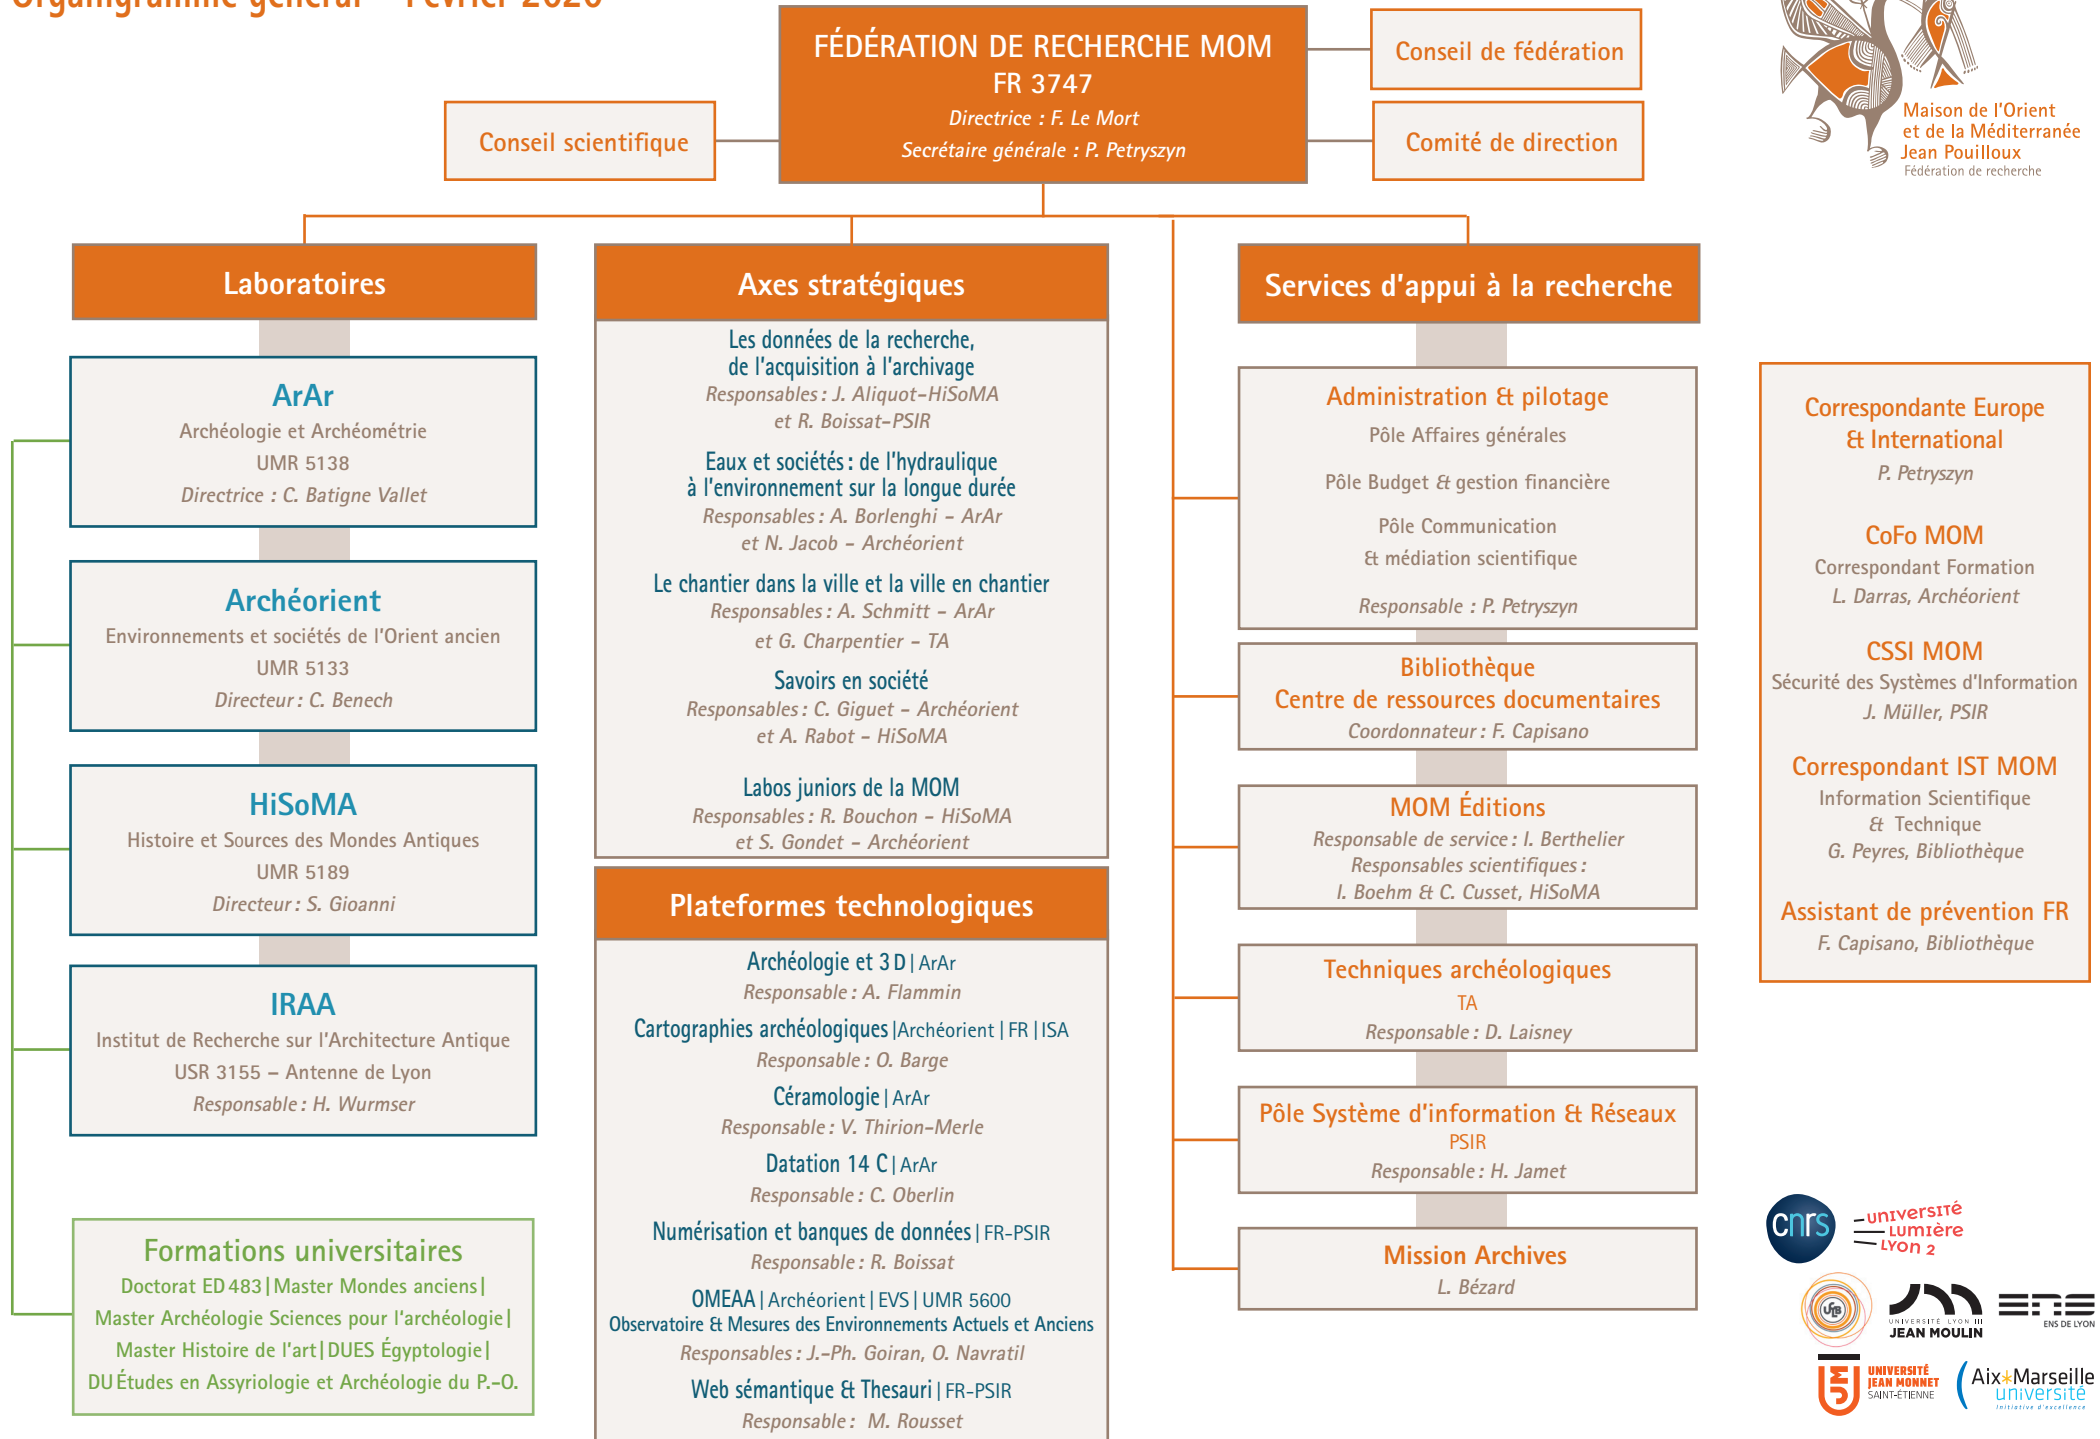 Organigramme général - Février 2020
FÉDÉRATION DE RECHERCHE MOM
FR 3747
Directrice : F. Le Mort
Secrétaire générale : P. Petryszyn
Conseil de fédération
Conseil scientifique
Comité de direction
Maison de l'Orient
et de la Méditerranée
Jean Pouilloux
Fédération de recherche
Laboratoires
ArAr
Archéologie et Archéométrie
UMR 5138
Directrice : C. Batigne Vallet
Archéorient
Environnements et sociétés de l'Orient ancien
UMR 5133
Directeur : C. Benech
HiSoMA
Histoire et Sources des Mondes Antiques
UMR 5189
Directeur : S. Gioanni
IRAA
Institut de Recherche sur l'Architecture Antique
USR 3155 – Antenne de Lyon
Responsable : H. Wurmser
Formations universitaires
Doctorat ED 483 | Master Mondes anciens |
Master Archéologie Sciences pour l'archéologie |
Master Histoire de l'art | DUES Égyptologie |
DU Études en Assyriologie et Archéologie du P.-O.
Axes stratégiques
Les données de la recherche,
de l'acquisition à l'archivage
Responsables : J. Aliquot-HiSoMA
et R. Boissat-PSIR
Eaux et sociétés : de l'hydraulique
à l'environnement sur la longue durée
Responsables : A. Borlenghi - ArAr
et N. Jacob - Archéorient
Le chantier dans la ville et la ville en chantier
Responsables : A. Schmitt - ArAr
et G. Charpentier - TA
Savoirs en société
Responsables : C. Giguet - Archéorient
et A. Rabot - HiSoMA
Labos juniors de la MOM
Responsables : R. Bouchon - HiSoMA
et S. Gondet - Archéorient
Plateformes technologiques
Archéologie et 3 D | ArAr
Responsable : A. Flammin
Cartographies archéologiques | Archéorient | FR | ISA
Responsable : O. Barge
Céramologie | ArAr
Responsable : V. Thirion-Merle
Datation 14 C | ArAr
Responsable : C. Oberlin
Numérisation et banques de données | FR-PSIR
Responsable : R. Boissat
OMEAA | Archéorient | EVS | UMR 5600
Observatoire & Mesures des Environnements Actuels et Anciens
Responsables : J.-Ph. Goiran, O. Navratil
Web sémantique & Thesauri | FR-PSIR
Responsable : M. Rousset
Services d'appui à la recherche
Administration & pilotage
Pôle Affaires générales
Pôle Budget & gestion financière
Pôle Communication
& médiation scientifique
Responsable : P. Petryszyn
Bibliothèque
Centre de ressources documentaires
Coordonnateur : F. Capisano
MOM Éditions
Responsable de service : I. Berthelier
Responsables scientifiques :
I. Boehm & C. Cusset, HiSoMA
Techniques archéologiques
TA
Responsable : D. Laisney
Pôle Système d'information & Réseaux
PSIR
Responsable : H. Jamet
Mission Archives
L. Bézard
Correspondante Europe
& International
P. Petryszyn
CoFo MOM
Correspondant Formation
L. Darras, Archéorient
CSSI MOM
Sécurité des Systèmes d'Information
J. Müller, PSIR
Correspondant IST MOM
Information Scientifique
& Technique
G. Peyres, Bibliothèque
Assistant de prévention FR
F. Capisano, Bibliothèque
cnrs
UNIVERSITÉ
LUMIÈRE
LYON 2
UNIVERSITÉ LYON III
JEAN MOULIN
ENS
ENS DE LYON
UNIVERSITÉ
JEAN MONNET
SAINT-ÉTIENNE
Aix*Marseille
université
Initiative d'excellence